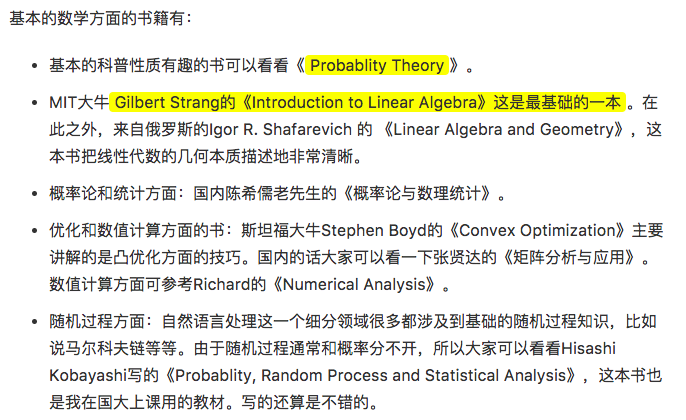 基本的数学方面的书籍有：
• 基本的科普性质有趣的书可以看看《 Probablity Theory 》。
• MIT大牛 Gilbert Strang的《Introduction to Linear Algebra》这是最基础的一本 。在
此之外，来自俄罗斯的Igor R. Shafarevich 的 《Linear Algebra and Geometry》，这
本书把线性代数的几何本质描述地非常清晰。
• 概率论和统计方面：国内陈希儒老先生的《概率论与数理统计》。
• 优化和数值计算方面的书：斯坦福大牛Stephen Boyd的《Convex Optimization》主要
讲解的是凸优化方面的技巧。国内的话大家可以看一下张贤达的《矩阵分析与应用》。
数值计算方面可参考Richard的《Numerical Analysis》。
• 随机过程方面：自然语言处理这一个细分领域很多都涉及到基础的随机过程知识，比如
说马尔科夫链等等。由于随机过程通常和概率分不开，所以大家可以看看Hisashi
Kobayashi写的《Probablity, Random Process and Statistical Analysis》，这本书也
是我在国大上课用的教材。写的还算是不错的。